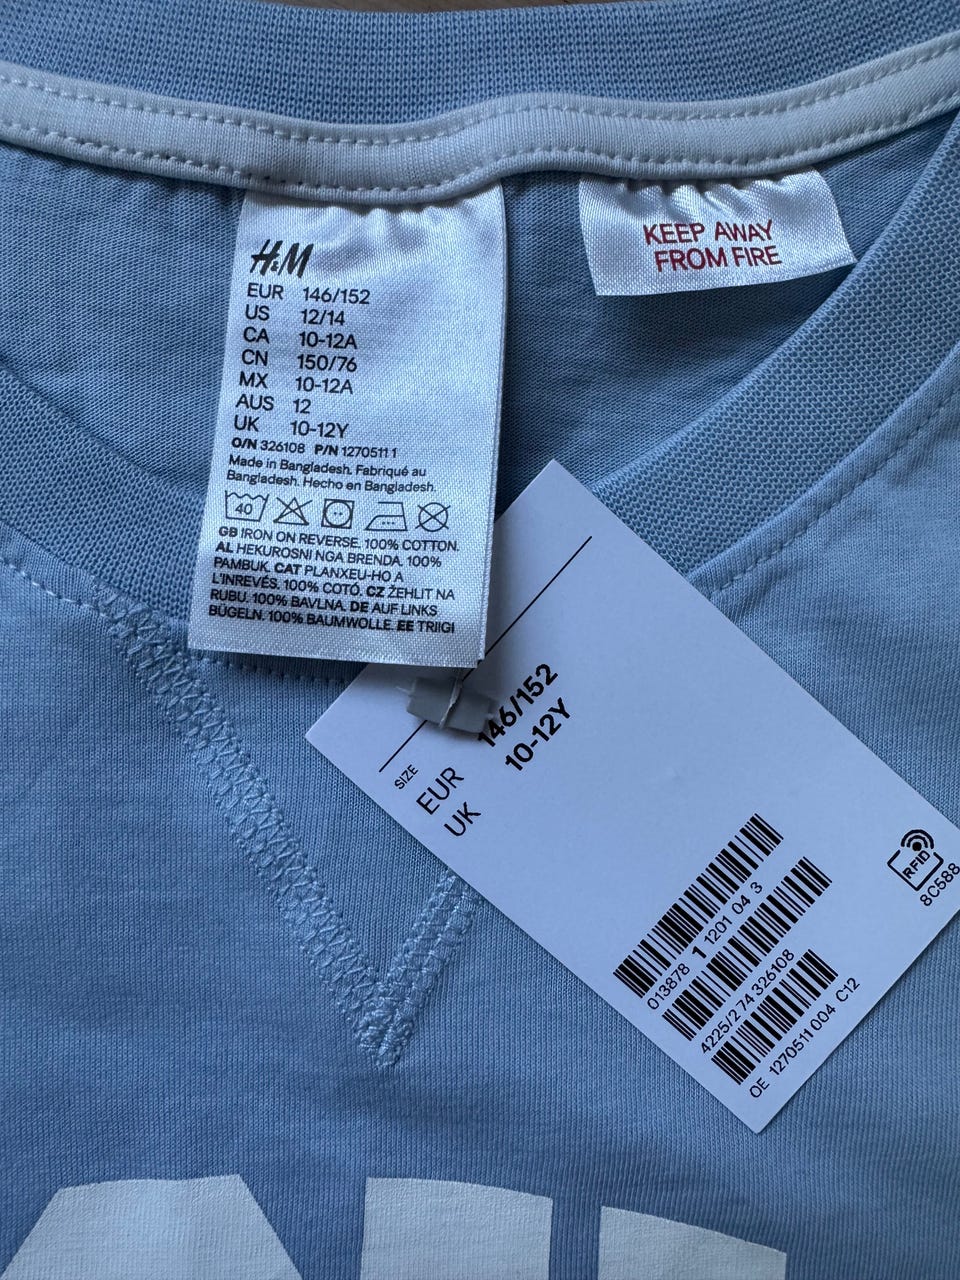 H&M
EUR 146/152
US 12/14
CA 10-12A
CN 150/76
MX 10-12A
AUS 12
UK 10-12Y
O/N 326108 P/N 1270511 1
Made in Bangladesh. Fabriqué au
Bangladesh. Hecho en Bangladesh.
40
GB IRON ON REVERSE. 100% COTTON.
AL HEKUROSNI NGA BRENDA. 100%
PAMBUK. CAT PLANXEU-HO A
L'INREVÉS. 100% COTÓ. CZ ŽEHLIT NA
RUBU. 100% BAVLNA. DE AUF LINKS
BÜGELN. 100% BAUMWOLLE. EE TRIIGI
KEEP AWAY
FROM FIRE
SIZE
EUR 146/152
UK 10-12Y
013878 1 1201 04 3
4225/2 74 326108
OE 1270511 004 C12
RFID
8C588